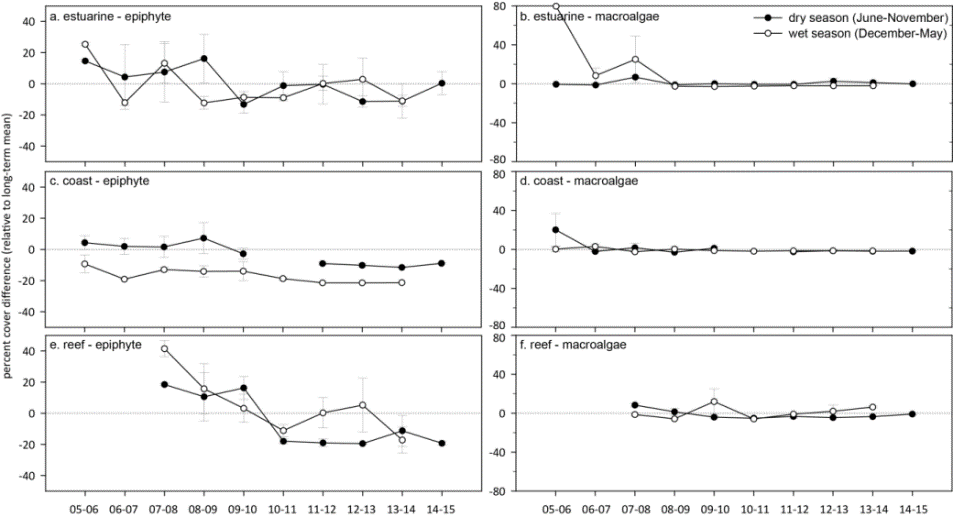 a. estuarine - epiphyte
b. estuarine - macroalgae
dry season (June-November)
wet season (December-May)
40
20
0
-20
-40
80
40
0
-40
-80
c. coast - epiphyte
d. coast - macroalgae
40
20
0
-20
-40
80
40
0
-40
-80
e. reef - epiphyte
f. reef - macroalgae
40
20
0
-20
-40
80
40
0
-40
-80
percent cover difference (relative to long-term mean)
05-06 06-07 07-08 08-09 09-10 10-11 11-12 12-13 13-14 14-15
05-06 06-07 07-08 08-09 09-10 10-11 11-12 12-13 13-14 14-15